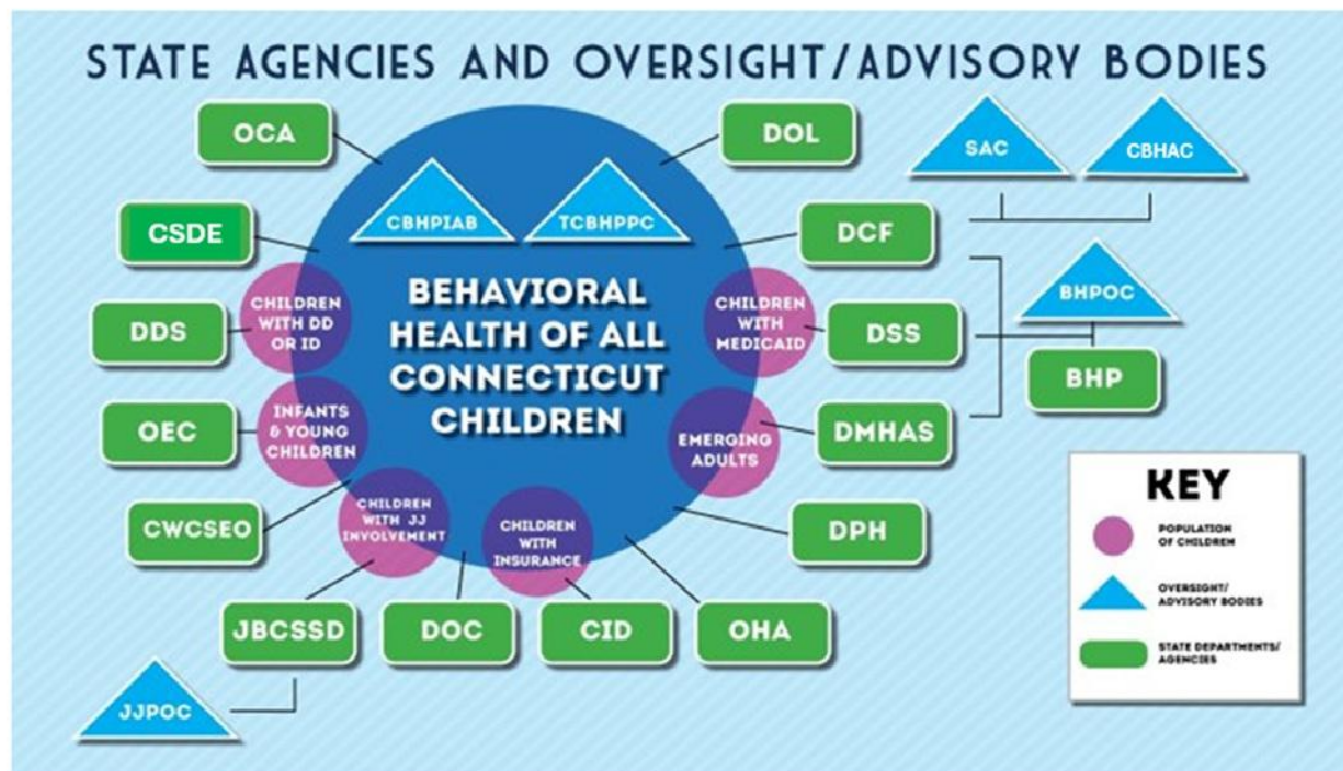 STATE AGENCIES AND OVERSIGHT/ADVISORY BODIES
OCA
DOL
SAC
CBHAC
CBHPIAB
TCBHPPC
CSDE
DCF
BEHAVIORAL
HEALTH OF ALL
CONNECTICUT
CHILDREN
CHILDREN
WITH DD
OR ID
CHILDREN
WITH
MEDICAID
BHPOC
DDS
DSS
BHP
INFANTS
& YOUNG
CHILDREN
EMERGING
ADULTS
OEC
DMHAS
CHILDREN
WITH JJ
INVOLVEMENT
CHILDREN
WITH
INSURANCE
CWCSEO
DPH
JBCSSD
DOC
CID
OHA
JJPOC
KEY
POPULATION
OF CHILDREN
OVERSIGHT/
ADVISORY BODIES
STATE DEPARTMENTS/
AGENCIES